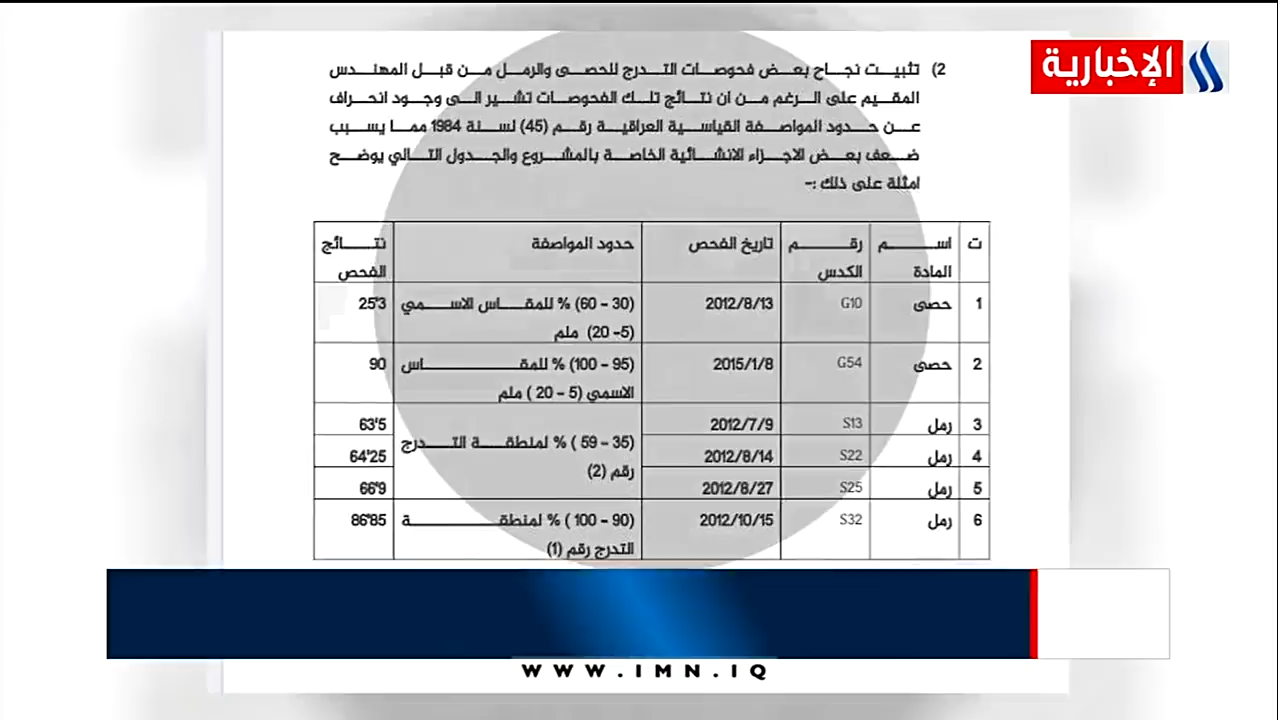 الإخبارية
2) تثبيت نجاح بعض فحوصات التدرج للحصى والرمل من قبل المهندس
المقيم على الرغم من ان نتائج تلك الفحوصات تشير الى وجود انحراف
عن حدود المواصفة القياسية العراقية رقم (45) لسنة 1984 مما يسبب
ضعف بعض الاجزاء الانشائية الخاصة بالمشروع والجدول التالي يوضح
امثلة على ذلك :-
ت اسم المادة رقم الكدس تاريخ الفحص حدود المواصفة نتائج الفحص
1 حصى G10 2012/8/13 (30 – 60) % للمقاس الاسمي (5- 20) ملم 25'3
2 حصى G54 2015/1/8 (95 – 100) % للمقاس الاسمي (5 – 20 ) ملم 90
3 رمل S13 2012/7/9 (35 – 59 ) % لمنطقة التدرج رقم (2) 63'5
4 رمل S22 2012/8/14 64'25
5 رمل S25 2012/8/27 66'9
6 رمل S32 2012/10/15 (90 – 100 ) % لمنطقة التدرج رقم (1) 86'85
WWW.IMN.IQ